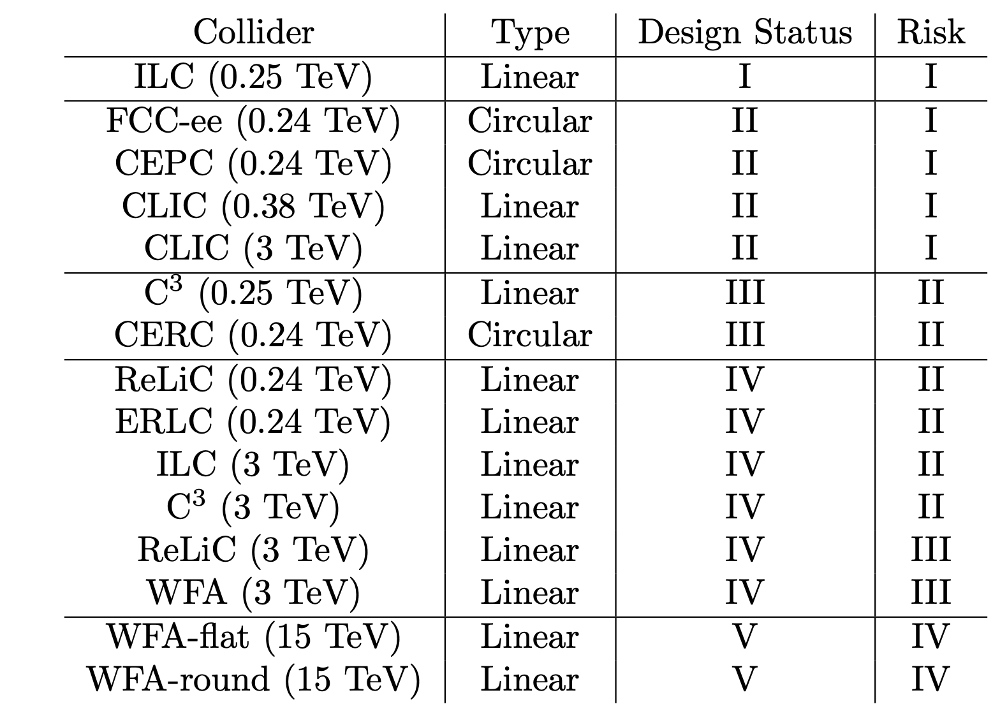 Collider Type Design Status Risk
ILC (0.25 TeV) Linear I I
FCC-ee (0.24 TeV) Circular II I
CEPC (0.24 TeV) Circular II I
CLIC (0.38 TeV) Linear II I
CLIC (3 TeV) Linear II I
C³ (0.25 TeV) Linear III II
CERC (0.24 TeV) Circular III II
ReLiC (0.24 TeV) Linear IV II
ERLC (0.24 TeV) Linear IV II
ILC (3 TeV) Linear IV II
C³ (3 TeV) Linear IV II
ReLiC (3 TeV) Linear IV III
WFA (3 TeV) Linear IV III
WFA-flat (15 TeV) Linear V IV
WFA-round (15 TeV) Linear V IV